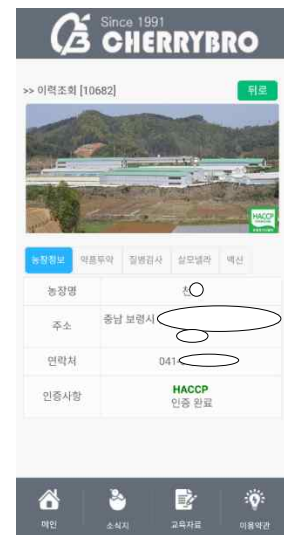 Since 1991
CHERRYBRO
>> 이력조회 [10682]
뒤로
HACCP
농장정보 약품투약 질병검사 살모넬라 백신
농장명 천
주소 충남 보령시
연락처 041
인증사항 HACCP
인증 완료
메인 소식지 교육자료 이용약관